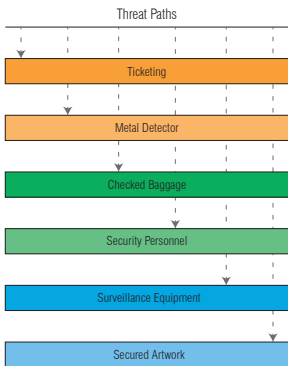 Threat Paths
Ticketing
Metal Detector
Checked Baggage
Security Personnel
Surveillance Equipment
Secured Artwork